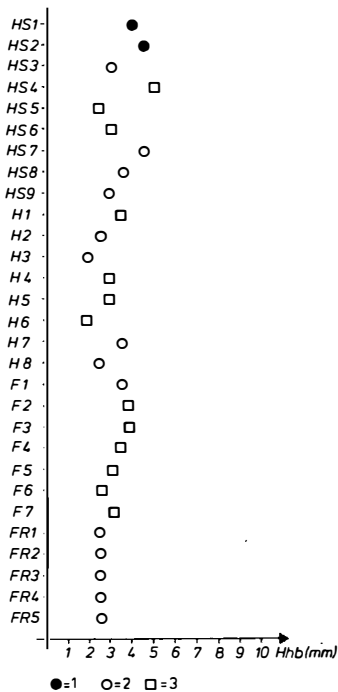 HS1
HS2
HS3
HS4
HS5
HS6
HS7
HS8
HS9
H1
H2
H3
H4
H5
H6
H7
H8
F1
F2
F3
F4
F5
F6
F7
FR1
FR2
FR3
FR4
FR5
1 2 3 4 5 6 7 8 9 10 Hhb(mm)
=1 =2 =3